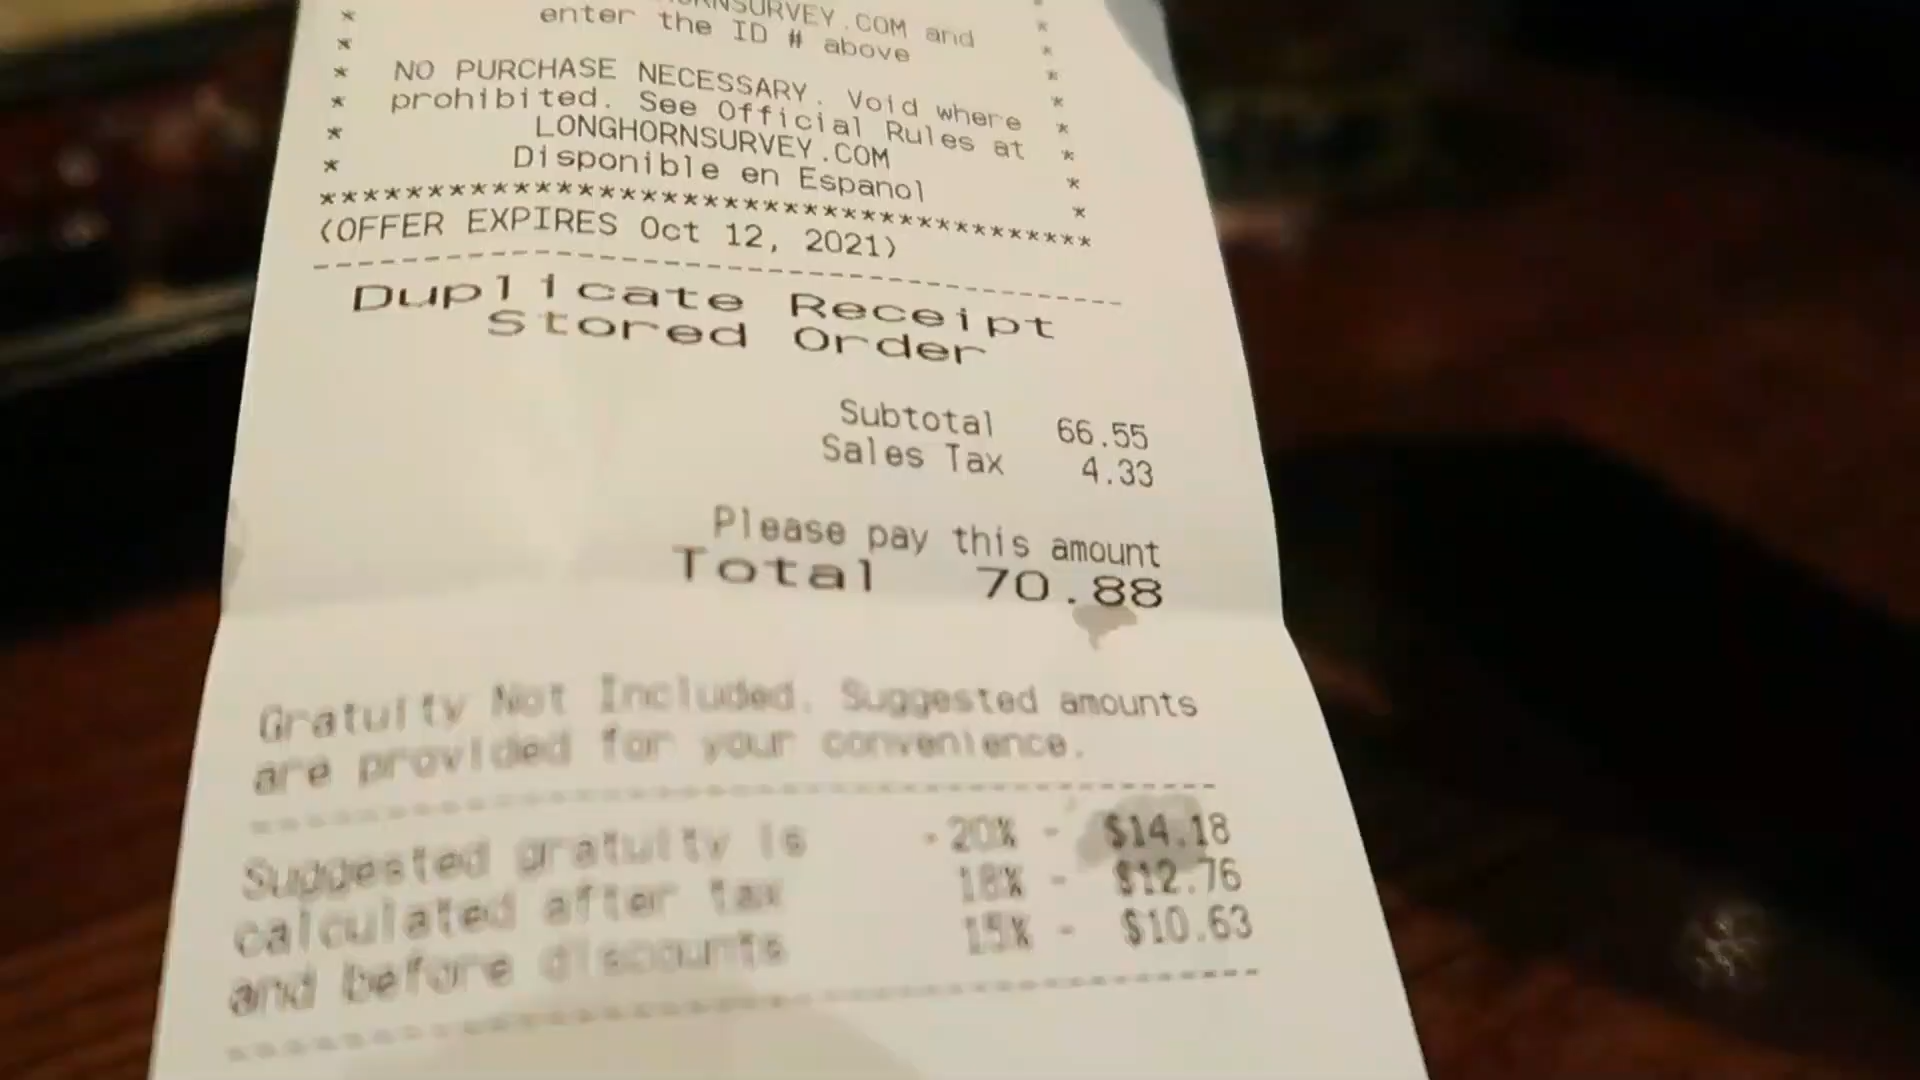 RNSURVEY.COM and
* enter the ID # above *
* *
* NO PURCHASE NECESSARY. Void where *
* prohibited. See Official Rules at *
* LONGHORNSURVEY.COM *
* Disponible en Espanol *
****************************************
(OFFER EXPIRES Oct 12, 2021)
----------------------------------------
Duplicate Receipt
Stored Order
Subtotal 66.55
Sales Tax 4.33
Please pay this amount
Total 70.88
Gratuity Not Included. Suggested amounts
are provided for your convenience.
----------------------------------------
Suggested gratuity is - 20% - $14.18
calculated after tax 18% - $12.76
and before discounts 15% - $10.63
----------------------------------------